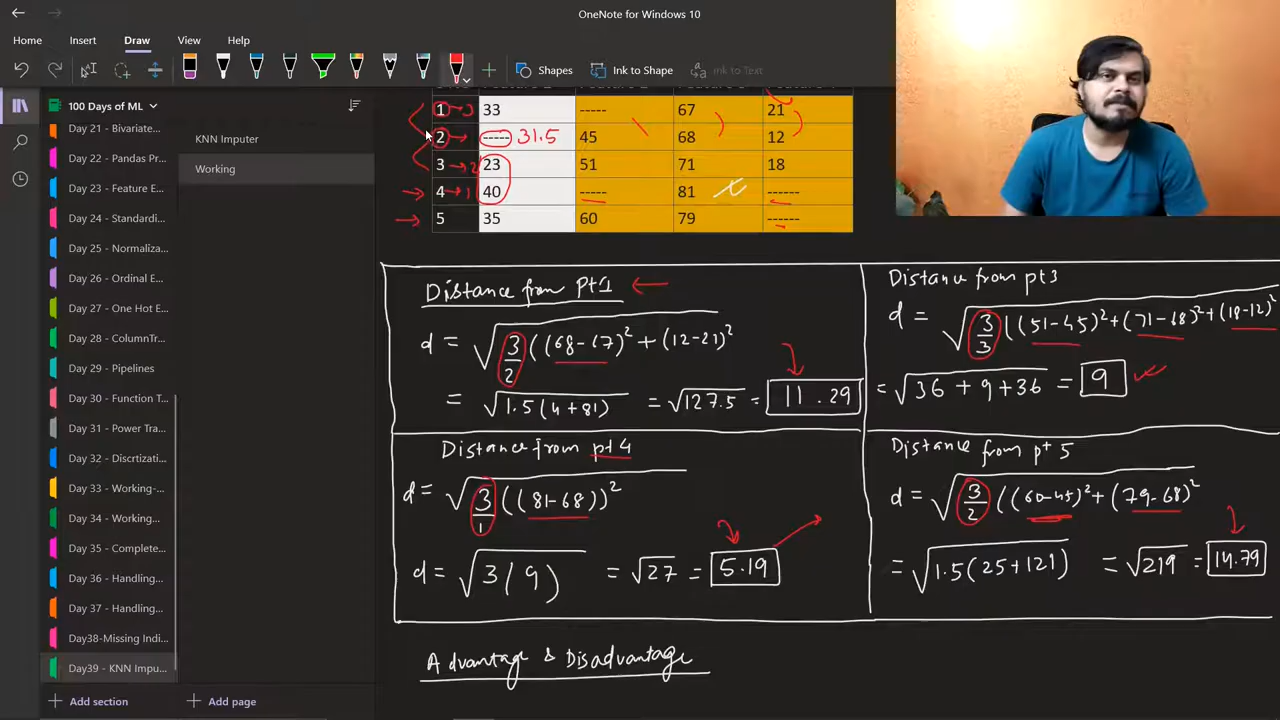 OneNote for Windows 10
Home Insert Draw View Help
Shapes Ink to Shape Ink to Text
100 Days of ML
Day 21 - Bivariate...
Day 22 - Pandas Pr...
Day 23 - Feature E...
Day 24 - Standardi...
Day 25 - Normaliza...
Day 26 - Ordinal E...
Day 27 - One Hot E...
Day 28 - ColumnTr...
Day 29 - Pipelines
Day 30 - Function T...
Day 31 - Power Tra...
Day 32 - Discrtizati...
Day 33 - Working-...
Day 34 - Working...
Day 35 - Complete...
Day 36 - Handling...
Day 37 - Handling...
Day38-Missing Indi...
Day39 - KNN Impu...
Add section
KNN Imputer
Working
Add page
1 → 3 33 ----- 67 21
2 → ----- 31.5 45 68 12
3 → 2 23 51 71 18
→ 4 → 1 40 ----- 81 ------
→ 5 35 60 79 ------
Distance from Pt1 ←
d = √3/2((68-67)²+(12-21)²
= √1.5(4+81) = √127.5 = 11.29
Distance from pt3
d = √3/3((51-45)²+(71-68)²+(18-12)²
= √36+9+36 = 9
Distance from pt4
d = √3/1((81-68))²
d = √3(9) = √27 = 5.19
Distance from pt 5
d = √3/2((60-45)²+(79-68)²
= √1.5(25+121) = √219 = 14.79
Advantage & Disadvantage